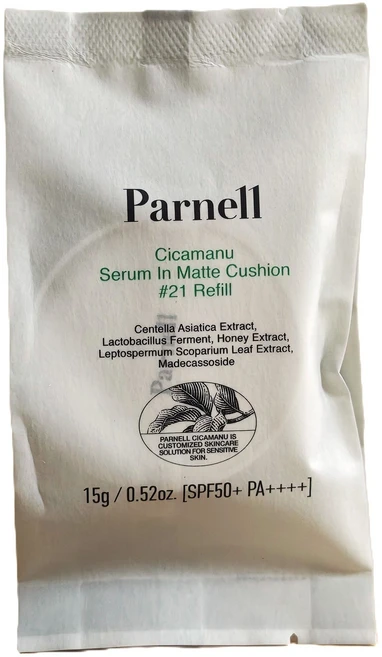 Parnell
Cicamanu
Serum In Matte Cushion
#21 Refill
Centella Asiatica Extract,
Lactobacillus Ferment, Honey Extract,
Leptospermum Scoparium Leaf Extract,
Madecassoside
Parnell
PARNELL CICAMANU IS
CUSTOMIZED SKINCARE
SOLUTION FOR SENSITIVE
SKIN.
15g / 0.52oz. [SPF50+ PA++++]